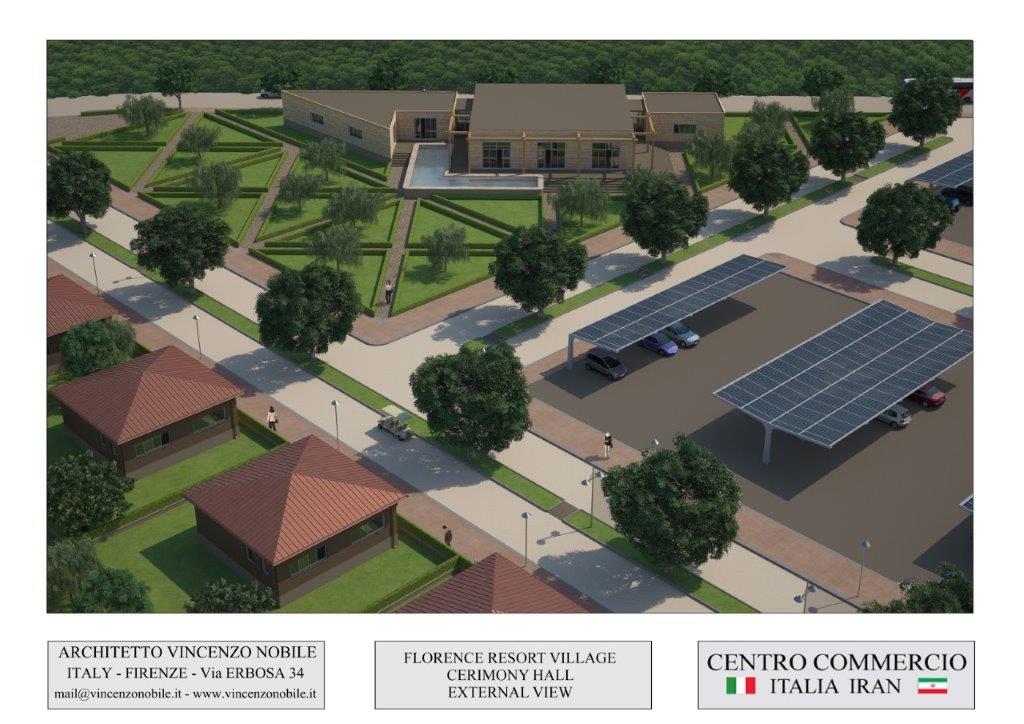 ARCHITETTO VINCENZO NOBILE
ITALY - FIRENZE - Via ERBOSA 34
mail@vincenzonobile.it - www.vincenzonobile.it
FLORENCE RESORT VILLAGE
CERIMONY HALL
EXTERNAL VIEW
CENTRO COMMERCIO
ITALIA IRAN